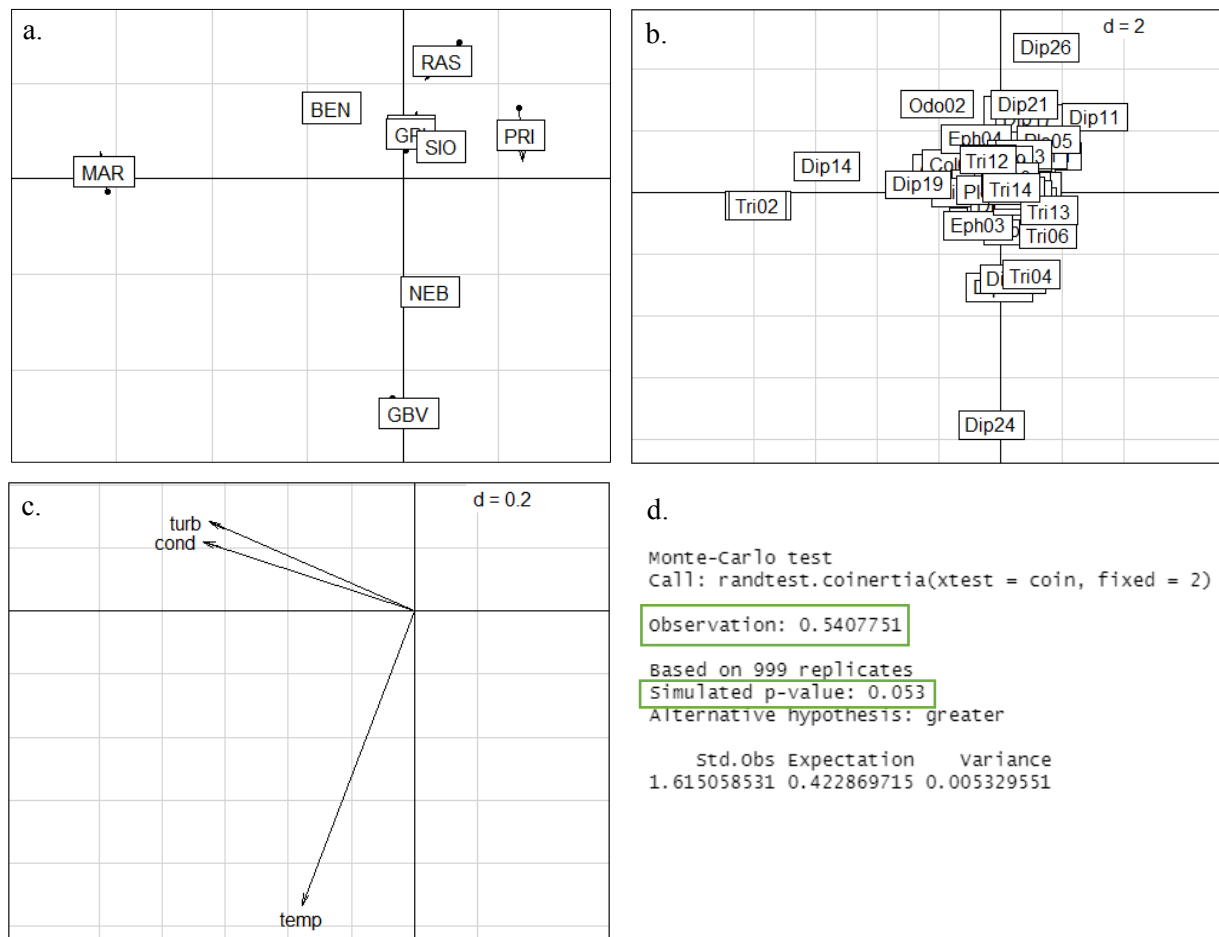 a.
RAS
BEN
PRI
SIO
MAR
NEB
GBV
b.
d = 2
Dip26
Odo02
Dip21
Dip11
Eph04
Tri12
Dip14
Dip19
Tri14
Tri02
Tri13
Eph03
Tri06
Tri04
Dip24
c.
d = 0.2
turb
cond
temp
d.
Monte-Carlo test
Call: randtest.coinertia(xtest = coin, fixed = 2)
Observation: 0.5407751
Based on 999 replicates
Simulated p-value: 0.053
Alternative hypothesis: greater
Std.Obs Expectation Variance
1.615058531 0.422869715 0.005329551